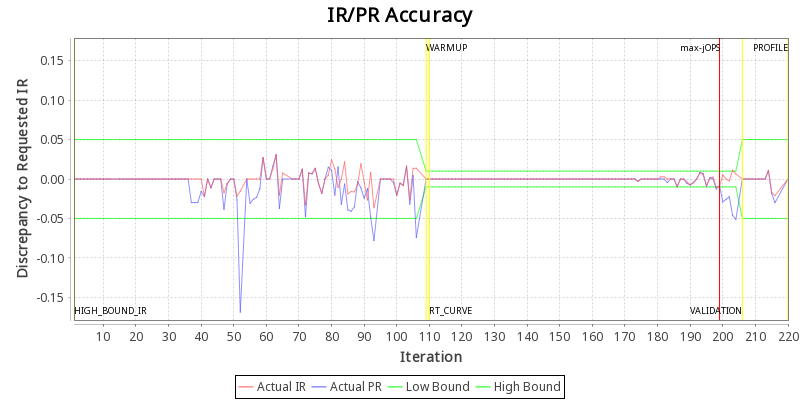 IR/PR Accuracy
WARMUP
max-jOPS
PROFILE
0.15
0.10
0.05
0.00
-0.05
-0.10
-0.15
Discrepancy to Requested IR
HIGH_BOUND_IR
RT_CURVE
VALIDATION
10 20 30 40 50 60 70 80 90 100 110 120 130 140 150 160 170 180 190 200 210 220
Iteration
Actual IR Actual PR Low Bound High Bound